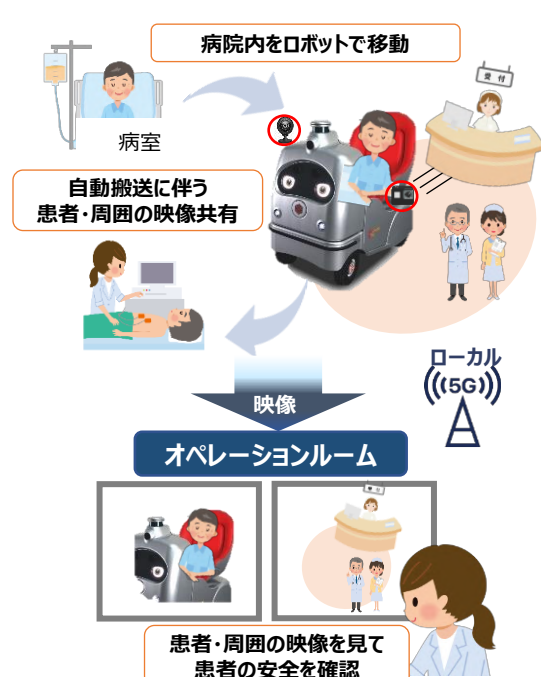 病院内をロボットで移動
受付
病室
自動搬送に伴う
患者・周囲の映像共有
ローカル
((5G))
映像
オペレーションルーム
患者・周囲の映像を見て
患者の安全を確認